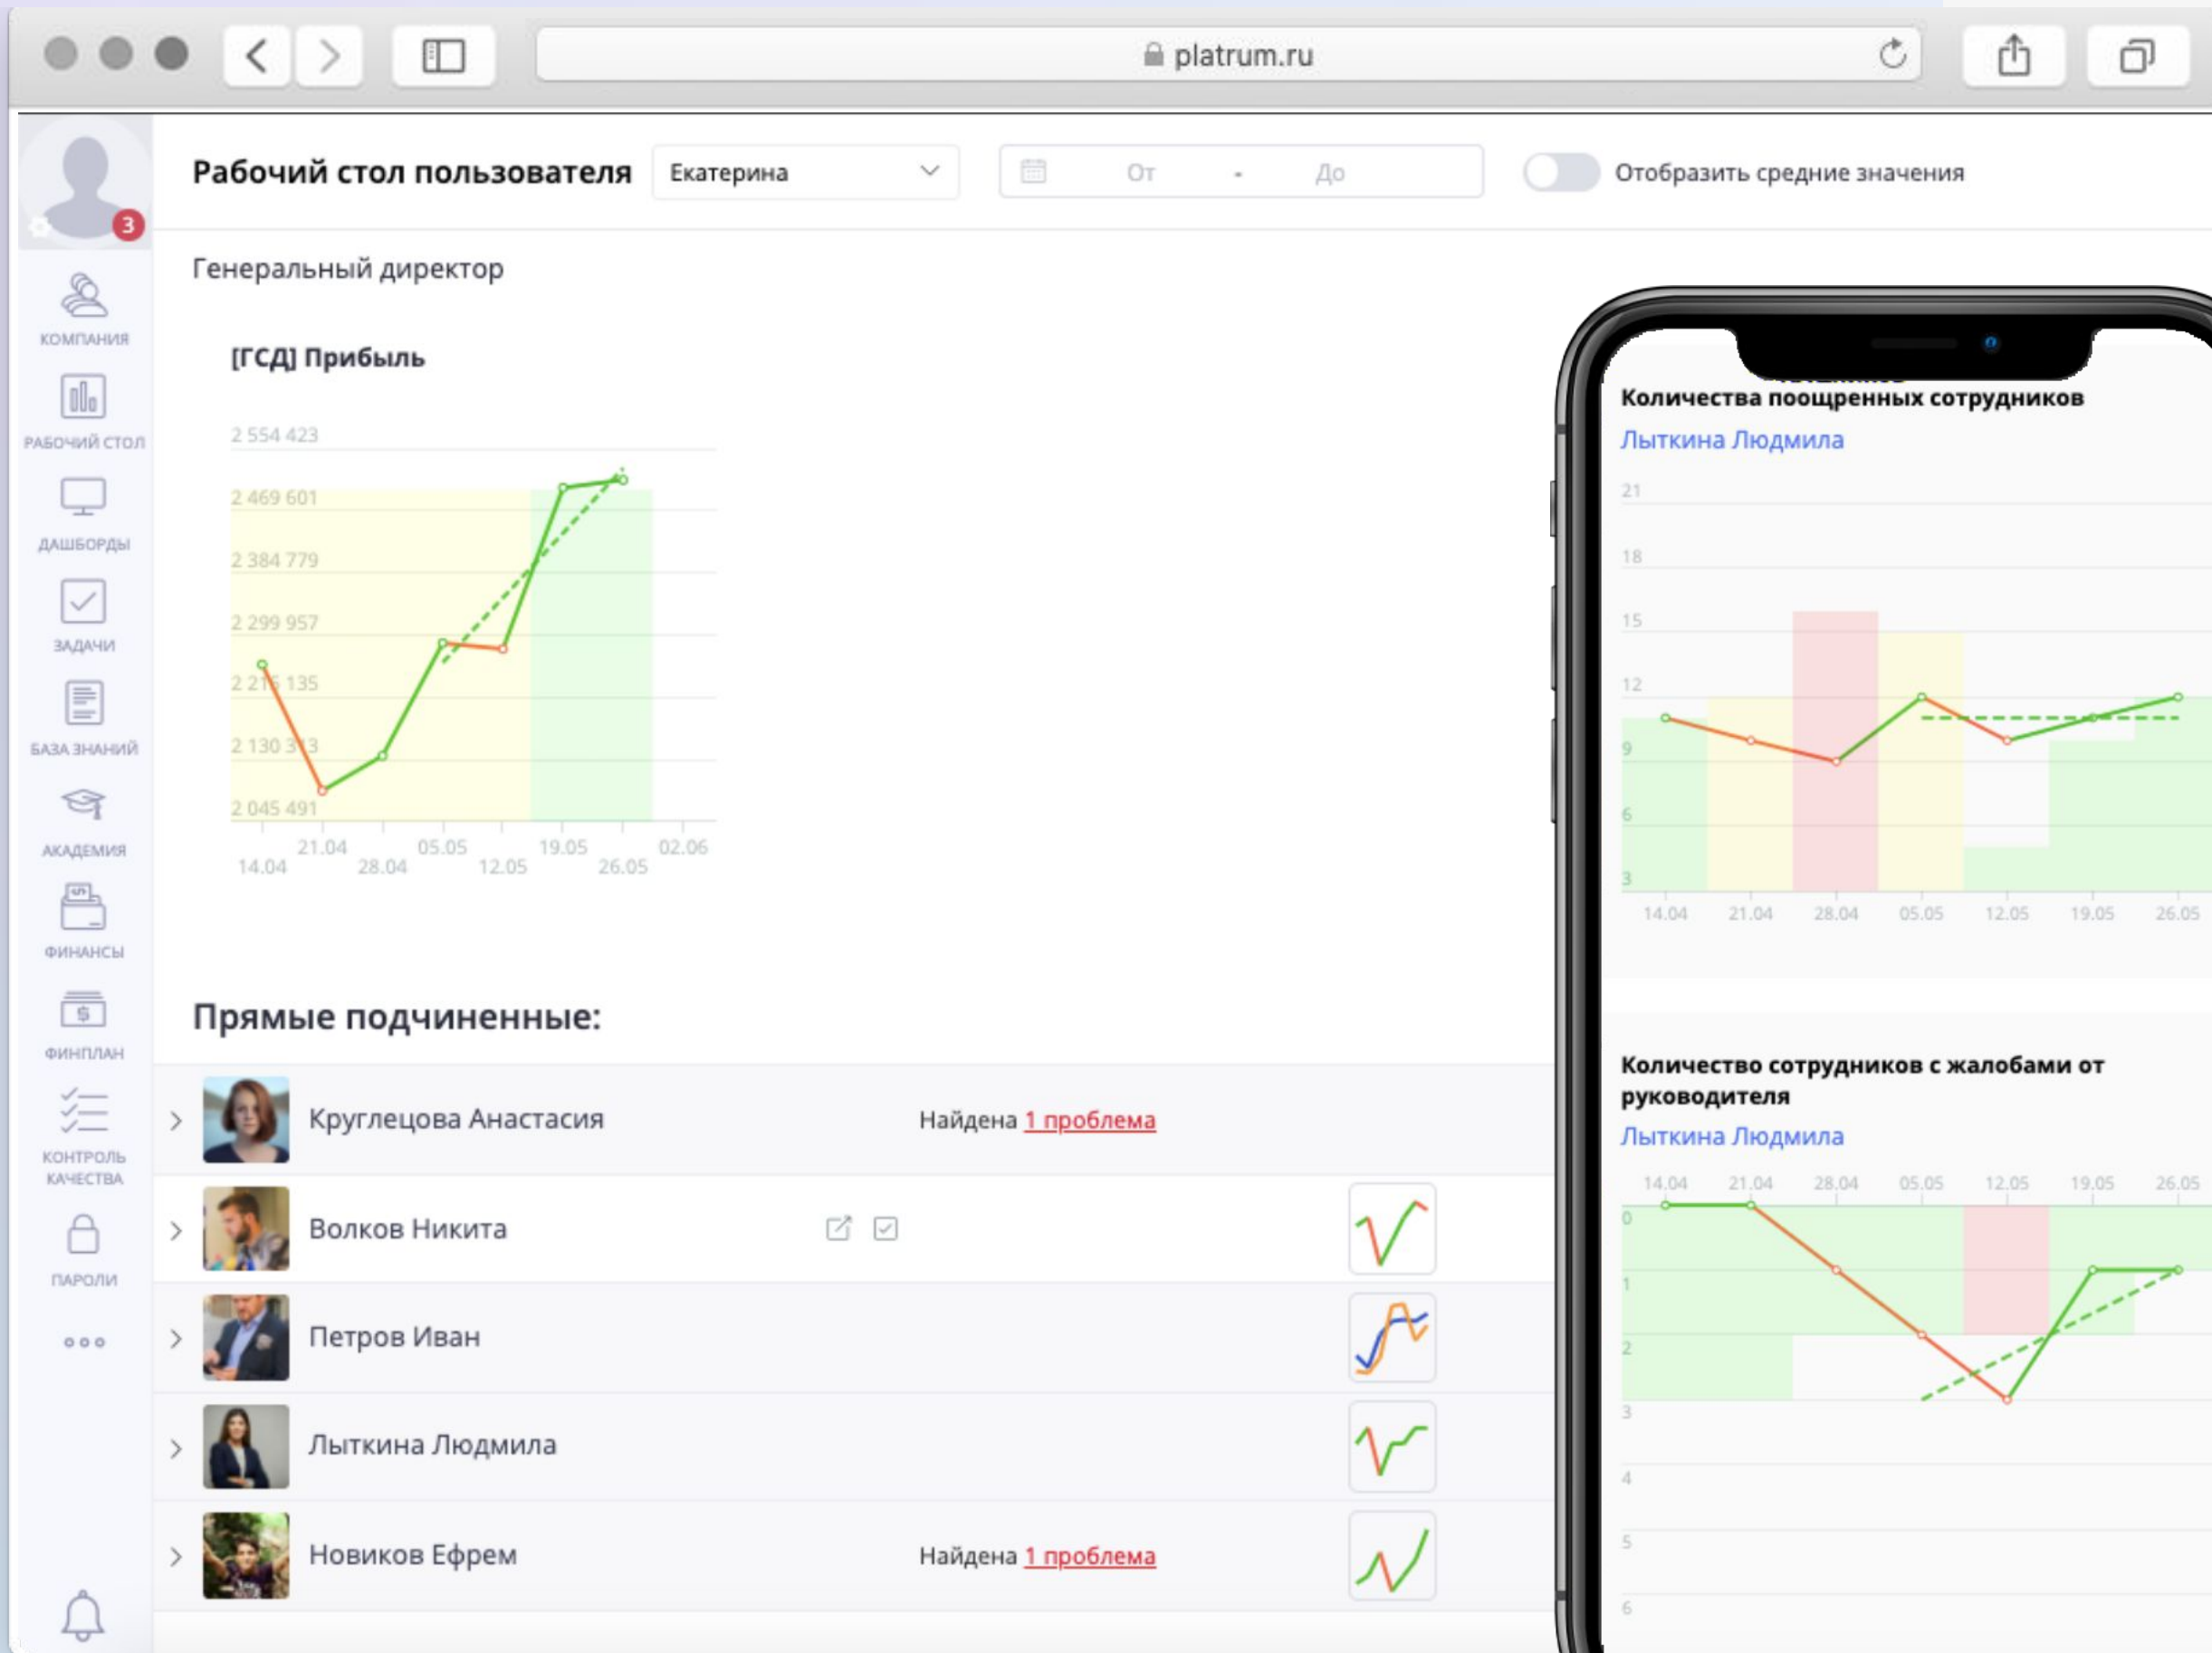 platrum.ru
Рабочий стол пользователя
Екатерина
От - До
Отобразить средние значения
3
КОМПАНИЯ
РАБОЧИЙ СТОЛ
ДАШБОРДЫ
ЗАДАЧИ
БАЗА ЗНАНИЙ
АКАДЕМИЯ
ФИНАНСЫ
ФИНПЛАН
КОНТРОЛЬ
КАЧЕСТВА
ПАРОЛИ
Генеральный директор
[ГСД] Прибыль
2 554 423
2 469 601
2 384 779
2 299 957
2 215 135
2 130 313
2 045 491
14.04 21.04 28.04 05.05 12.05 19.05 26.05 02.06
Прямые подчиненные:
Круглецова Анастасия
Найдена 1 проблема
Волков Никита
Петров Иван
Лыткина Людмила
Новиков Ефрем
Найдена 1 проблема
Количества поощренных сотрудников
Лыткина Людмила
21
18
15
12
9
6
3
14.04 21.04 28.04 05.05 12.05 19.05 26.05
Количество сотрудников с жалобами от
руководителя
Лыткина Людмила
14.04 21.04 28.04 05.05 12.05 19.05 26.05
0
1
2
3
4
5
6